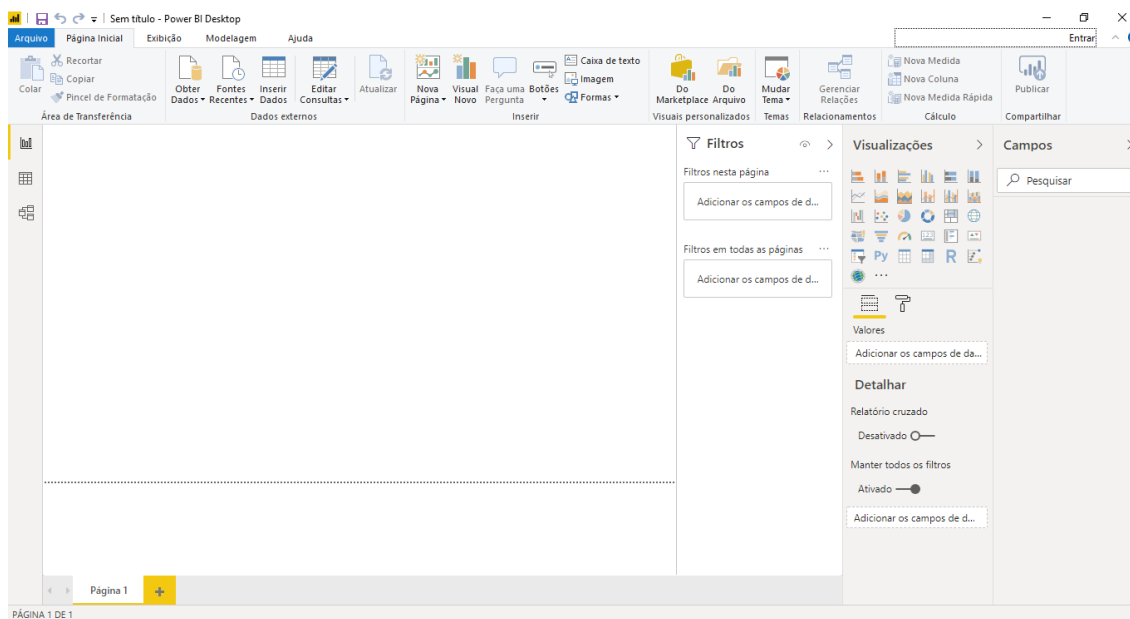 Sem título - Power BI Desktop
Arquivo Página Inicial Exibição Modelagem Ajuda Entrar
Colar
Recortar
Copiar
Pincel de Formatação
Área de Transferência
Obter Dados
Fontes Recentes
Inserir Dados
Editar Consultas
Dados externos
Atualizar
Nova Página
Visual Novo
Faça uma Pergunta
Botões
Caixa de texto
Imagem
Formas
Inserir
Do Marketplace
Do Arquivo
Visuais personalizados
Mudar Tema
Temas
Gerenciar Relações
Relacionamentos
Nova Medida
Nova Coluna
Nova Medida Rápida
Cálculo
Publicar
Compartilhar
Filtros
Filtros nesta página ...
Adicionar os campos de d...
Filtros em todas as páginas ...
Adicionar os campos de d...
Visualizações
Py
R
...
Valores
Adicionar os campos de da...
Detalhar
Relatório cruzado
Desativado
Manter todos os filtros
Ativado
Adicionar os campos de d...
Campos
Pesquisar
Página 1 +
PÁGINA 1 DE 1